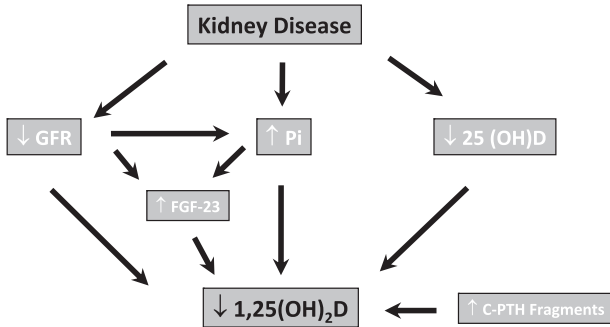 Kidney Disease
↓ GFR
↑ Pi
↓ 25 (OH)D
↑ FGF-23
↓ 1,25(OH)₂D
↑ C-PTH Fragments